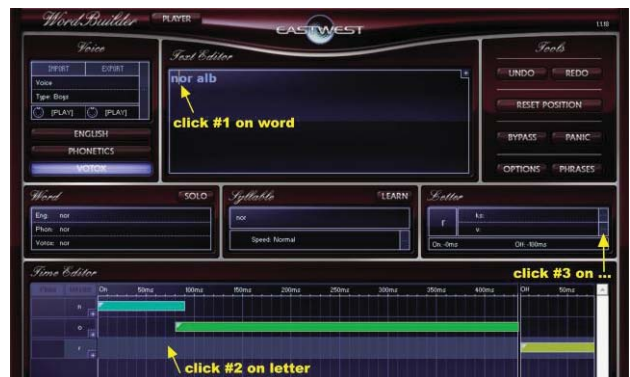 WordBuilder
PLAYER
EASTWEST
1.1.10
Voice
IMPORT EXPORT
Voice
Type: Boys
[PLAY] [PLAY]
ENGLISH
PHONETICS
VOTOX
Text Editor
nor alb
click #1 on word
Tools
UNDO REDO
RESET POSITION
BYPASS PANIC
OPTIONS PHRASES
Word SOLO
Eng: nor
Phon: nor
Votox: nor
Syllable LEARN
nor
Speed: Normal
Letter
r
ks:
v:
On: -0ms Off: -100ms
click #3 on ...
Time Editor
On 50ms 100ms 150ms 200ms 250ms 300ms 350ms 400ms Off 50ms
n
o
r
click #2 on letter